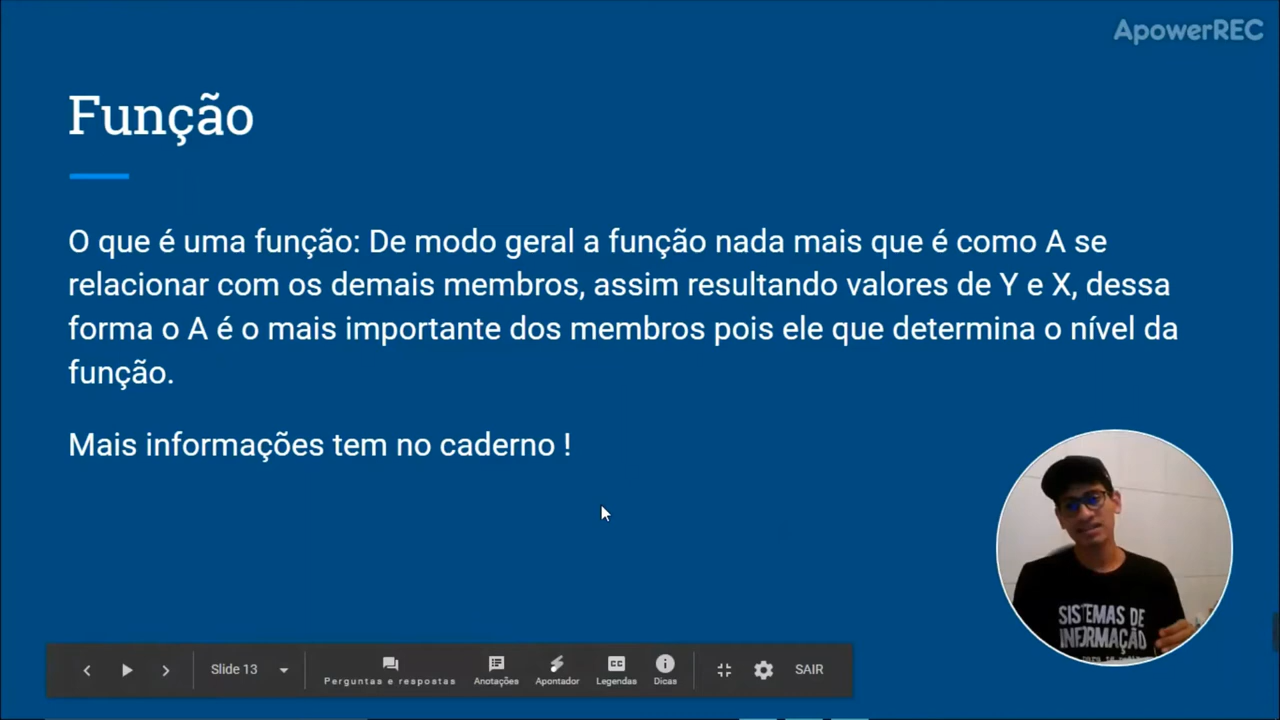 ApowerREC
Função
O que é uma função: De modo geral a função nada mais que é como A se
relacionar com os demais membros, assim resultando valores de Y e X, dessa
forma o A é o mais importante dos membros pois ele que determina o nível da
função.
Mais informações tem no caderno !
SISTEMAS DE
INFORMAÇÃO
Slide 13
Perguntas e respostas
Anotações
Apontador
Legendas
Dicas
SAIR